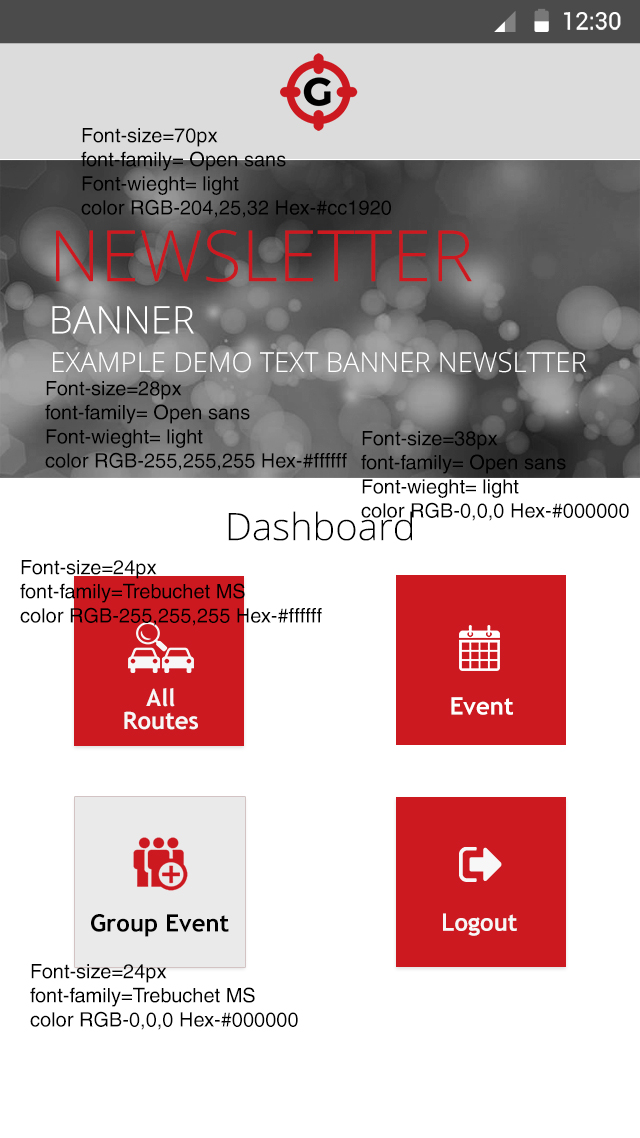 12:30
G
Font-size=70px
font-family= Open sans
Font-wieght= light
color RGB-204,25,32 Hex-#cc1920
NEWSLETTER
BANNER
EXAMPLE DEMO TEXT BANNER NEWSLTTER
Font-size=28px
font-family= Open sans
Font-wieght= light
color RGB-255,255,255 Hex-#ffffff
Font-size=38px
font-family= Open sans
Font-wieght= light
color RGB-0,0,0 Hex-#000000
Dashboard
Font-size=24px
font-family=Trebuchet MS
color RGB-255,255,255 Hex-#ffffff
All
Routes
Event
Group Event
Logout
Font-size=24px
font-family=Trebuchet MS
color RGB-0,0,0 Hex-#000000